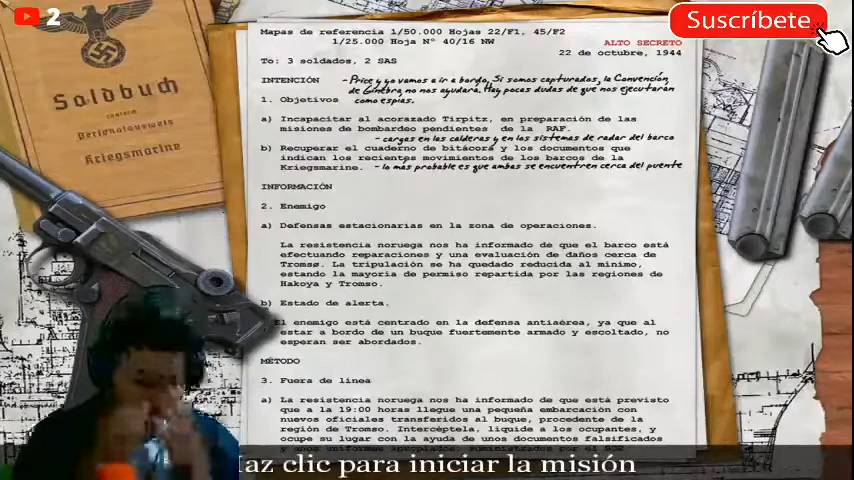 2
Suscríbete
Soldbuch
Personalausweis
Kriegsmarine
Mapas de referencia 1/50.000 Hojas 22/F1, 45/F2
1/25.000 Hoja Nº 40/16 NW
ALTO SECRETO
22 de octubre, 1944
To: 3 soldados, 2 SAS
INTENCIÓN
- Price y yo vamos a ir a bordo, Si somos capturados, la Convención,
de Ginebra, no nos ayudará. Hay pocas dudas de que nos ejecutarán
como espías.
1. Objetivos
a) Incapacitar al acorazado Tirpitz, en preparación de las
misiones de bombardeo pendientes de la RAF.
- cargas en las calderas y en los sistemas de radar del barco
b) Recuperar el cuaderno de bitácora y los documentos que
indican los recientes movimientos de los barcos de la
Kriegsmarine. - lo más probable es que ambas se encuentren cerca del puente
INFORMACIÓN
2. Enemigo
a) Defensas estacionarias en la zona de operaciones.
La resistencia noruega nos ha informado de que el barco está
efectuando reparaciones y una evaluación de daños cerca de
Tromsø. La tripulación se ha quedado reducida al mínimo,
estando la mayoría de permiso repartida por las regiones de
Hakoya y Tromso.
b) Estado de alerta.
El enemigo está centrado en la defensa antiaérea, ya que al
estar a bordo de un buque fuertemente armado y escoltado, no
esperan ser abordados.
MÉTODO
3. Fuera de línea
a) La resistencia noruega nos ha informado de que está previsto
que a la 19:00 horas llegue una pequeña embarcación con
nuevos oficiales transferidos al buque, procedente de la
región de Tromso. Intercéptela, liquide a los ocupantes, y
ocupe su lugar con la ayuda de unos documentos falsificados
y unos uniformes apropiados, suministrados por el
az clic para iniciar la misión